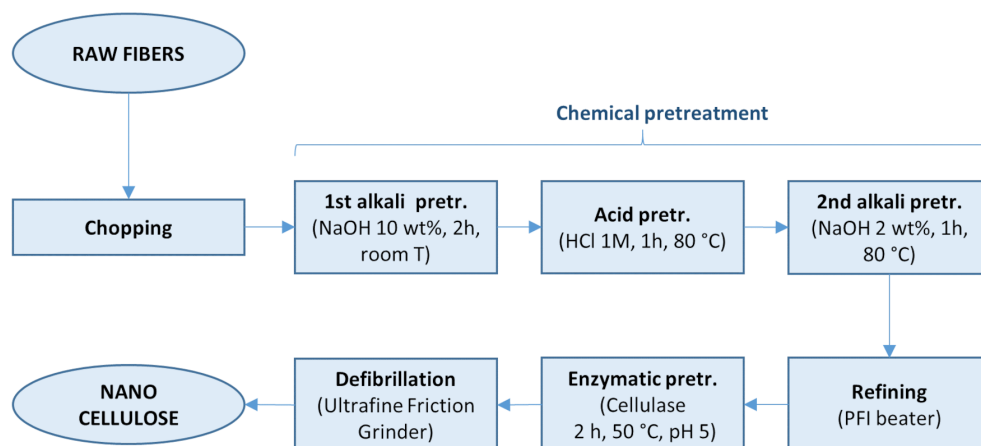 RAW FIBERS
Chemical pretreatment
Chopping
1st alkali pretr.
(NaOH 10 wt%, 2h,
room T)
Acid pretr.
(HCl 1M, 1h, 80 °C)
2nd alkali pretr.
(NaOH 2 wt%, 1h,
80 °C)
NANO
CELLULOSE
Defibrillation
(Ultrafine Friction
Grinder)
Enzymatic pretr.
(Cellulase
2 h, 50 °C, pH 5)
Refining
(PFI beater)